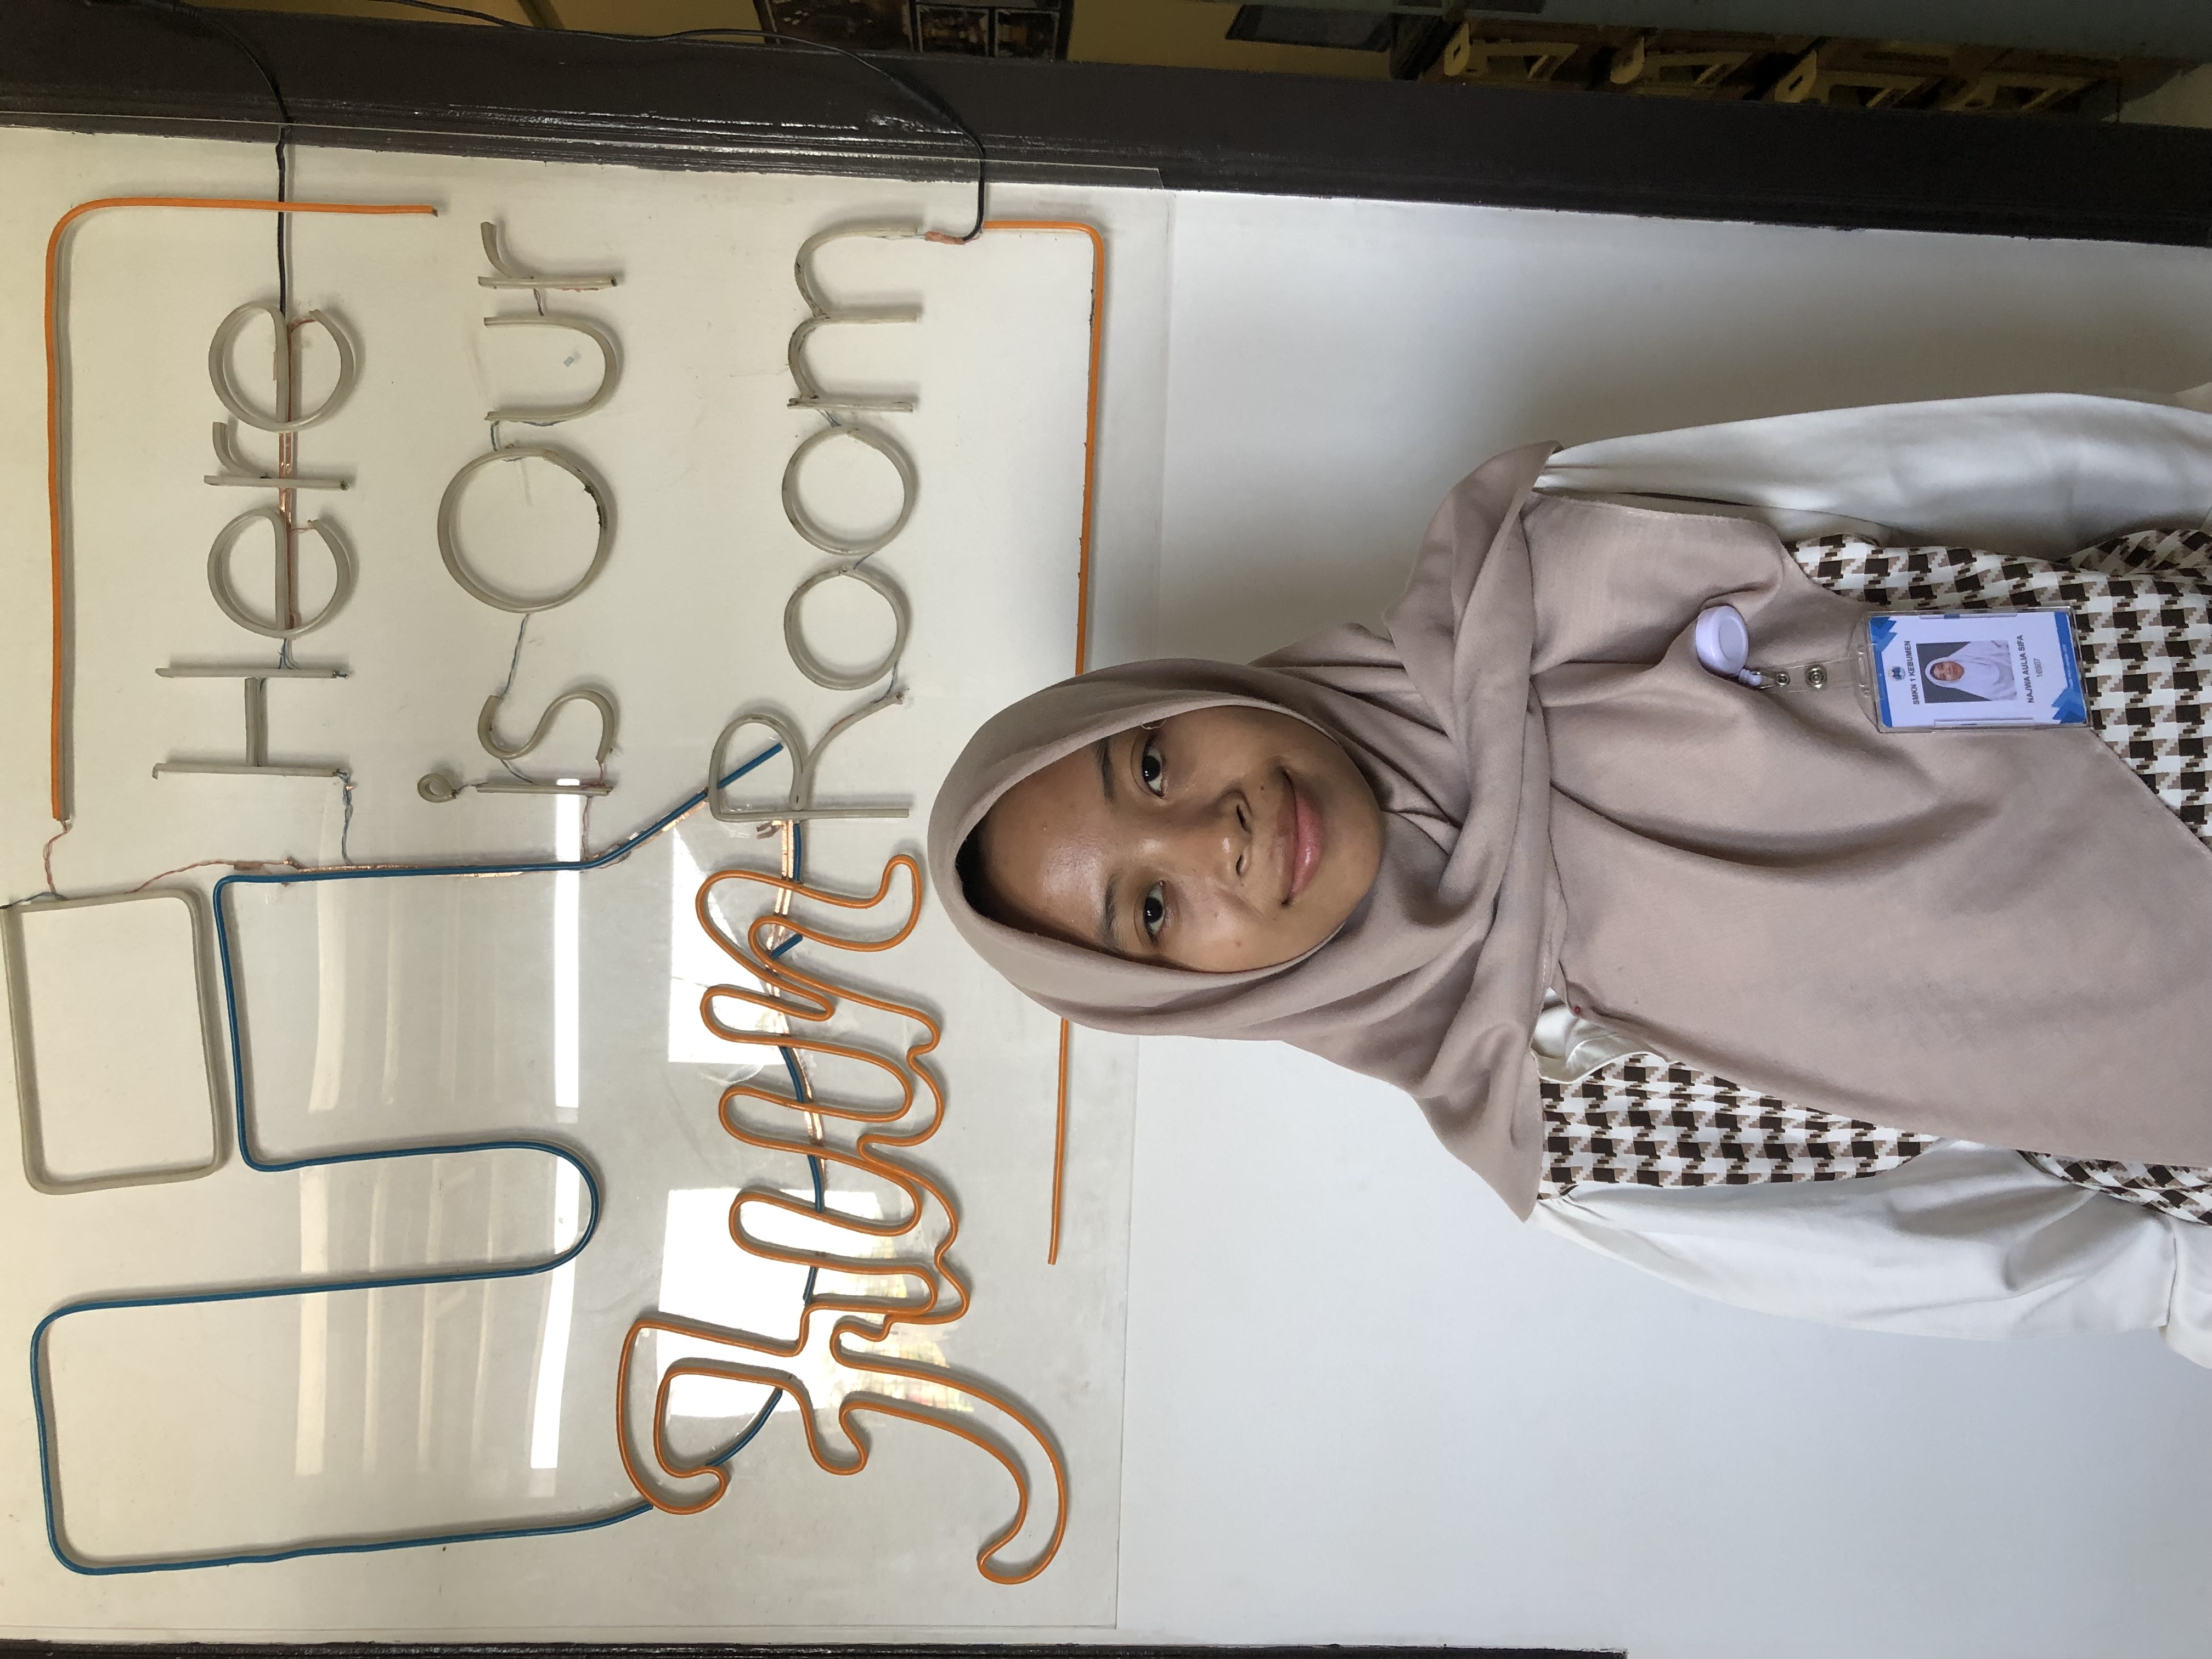 Here
is Our
Fun Room
SMKN 1 KEBUMEN
NAJWA AULIA SIFA